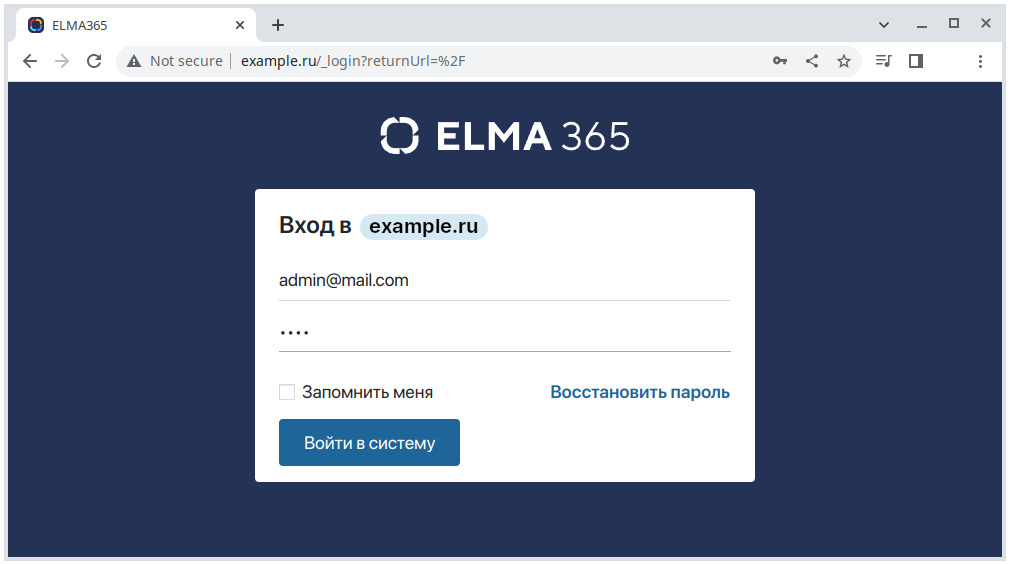 ELMA365
Not secure example.ru/_login?returnUrl=%2F
ELMA 365
Вход в example.ru
admin@mail.com
••••
Запомнить меня Восстановить пароль
Войти в систему